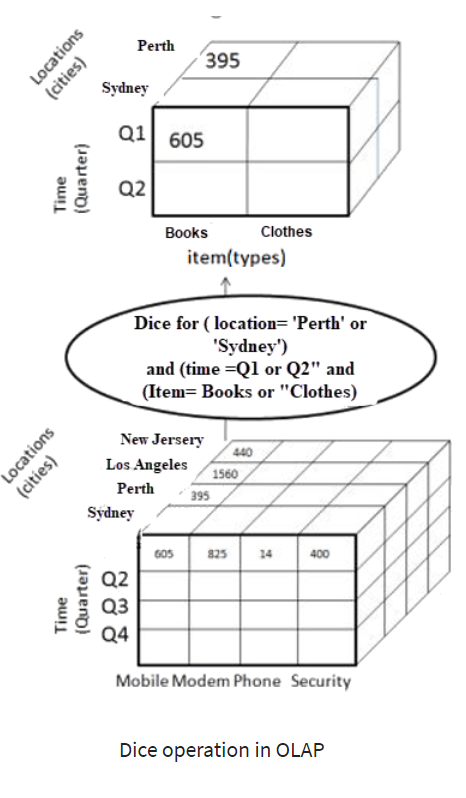 Locations
(cities)
Perth
395
Sydney
Time
(Quarter)
Q1
605
Q2
Books Clothes
item(types)
Dice for ( location= 'Perth' or
'Sydney')
and (time =Q1 or Q2" and
(Item= Books or "Clothes)
Locations
(cities)
New Jersery
440
Los Angeles
1560
Perth
395
Sydney
605 825 14 400
Time
(Quarter)
Q2
Q3
Q4
Mobile Modem Phone Security
Dice operation in OLAP